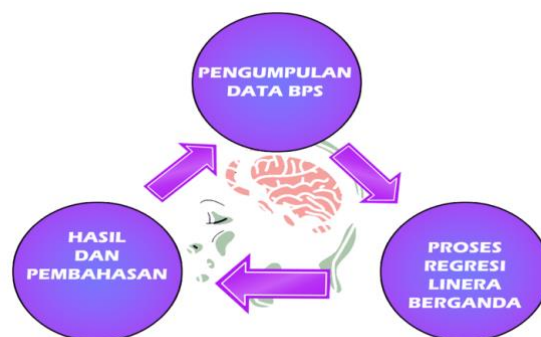 PENGUMPULAN
DATA BPS
HASIL
DAN
PEMBAHASAN
PROSES
REGRESI
LINERA
BERGANDA